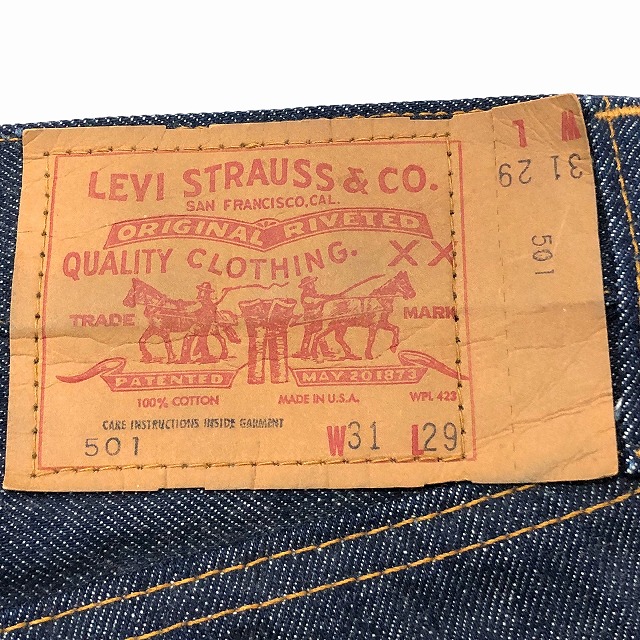 LEVI STRAUSS & CO.
SAN FRANCISCO, CAL.
ORIGINAL RIVETED
QUALITY CLOTHING. XX
TRADE MARK
PATENTED MAY 20 1873
100% COTTON MADE IN U.S.A. WPL 423
CARE INSTRUCTIONS INSIDE GARMENT
501 W31 L29
W L
31 29
501